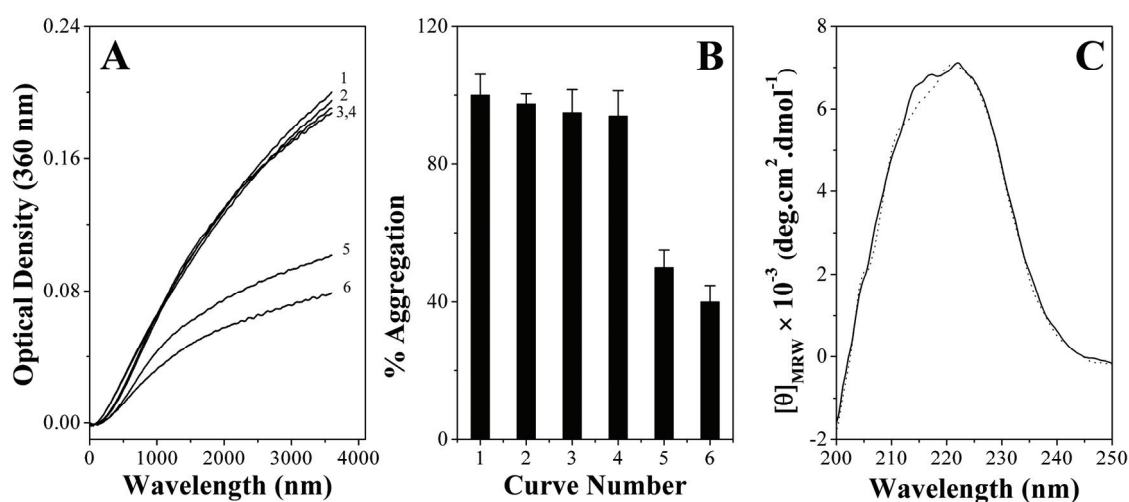 A
Optical Density (360 nm)
0.24
0.16
0.08
0.00
1
2
3,4
5
6
0 1000 2000 3000 4000
Wavelength (nm)
B
% Aggregation
120
80
40
0
1 2 3 4 5 6
Curve Number
C
[θ]MRW × 10-3 (deg.cm2.dmol-1)
8
6
4
2
0
-2
200 210 220 230 240 250
Wavelength (nm)